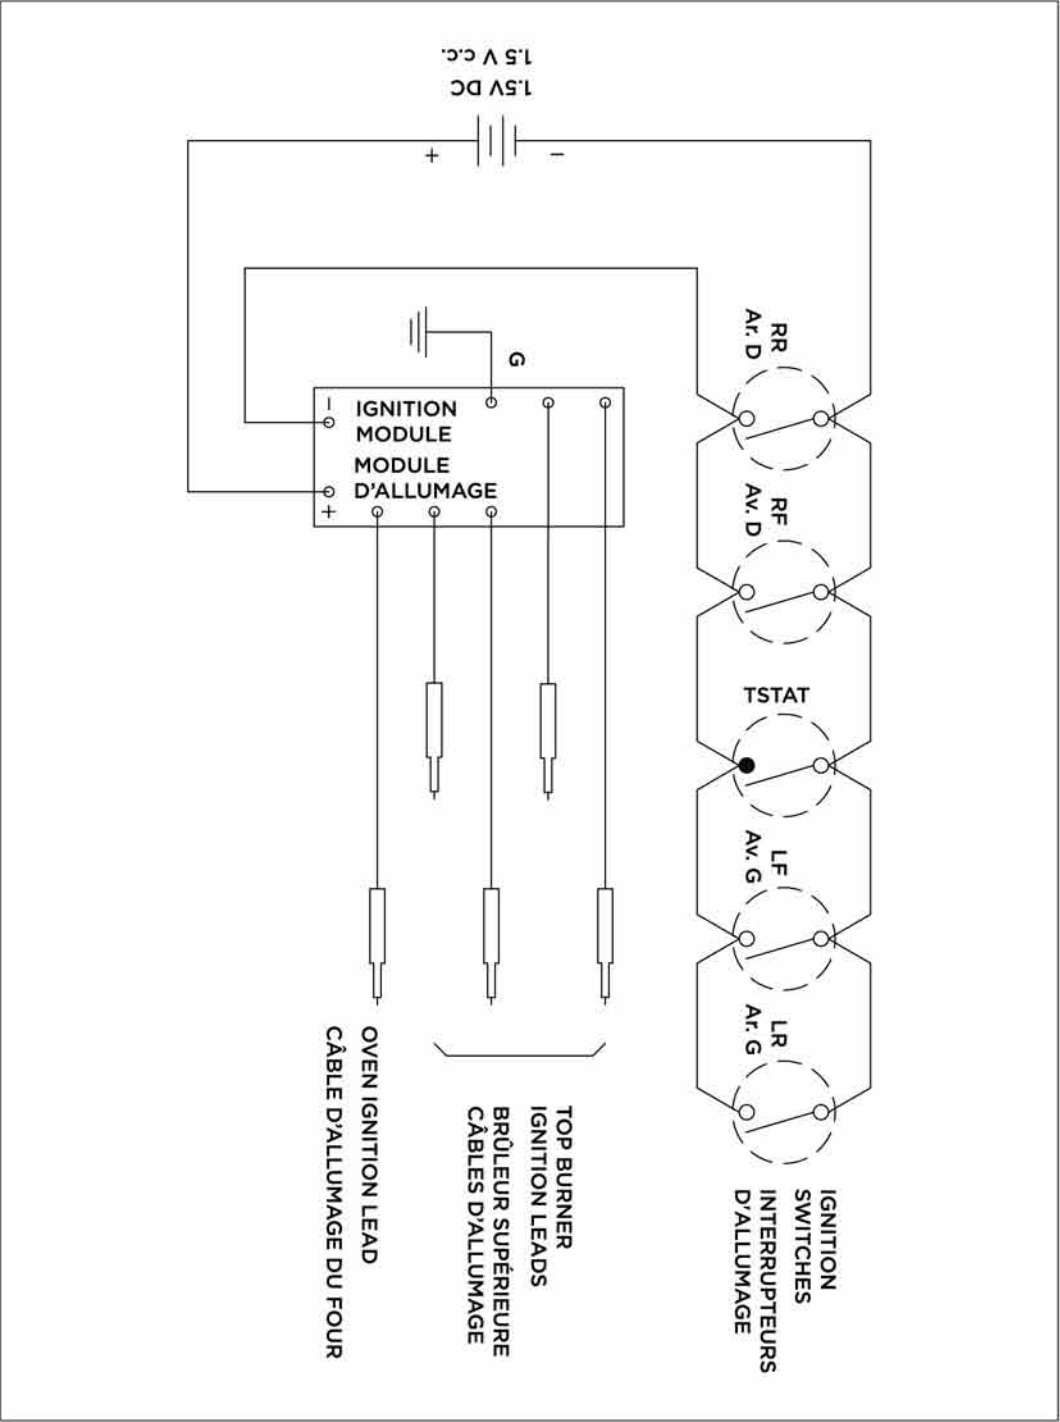 1.5V DC
1.5 V c.c.
+
−
RR
Ar. D
G
−
IGNITION
MODULE
MODULE
D'ALLUMAGE
+
RF
Av. D
TSTAT
LF
Av. G
LR
Ar. G
OVEN IGNITION LEAD
CÂBLE D'ALLUMAGE DU FOUR
TOP BURNER
IGNITION LEADS
BRÛLEUR SUPÉRIEURE
CÂBLES D'ALLUMAGE
IGNITION
SWITCHES
INTERRUPTEURS
D'ALLUMAGE